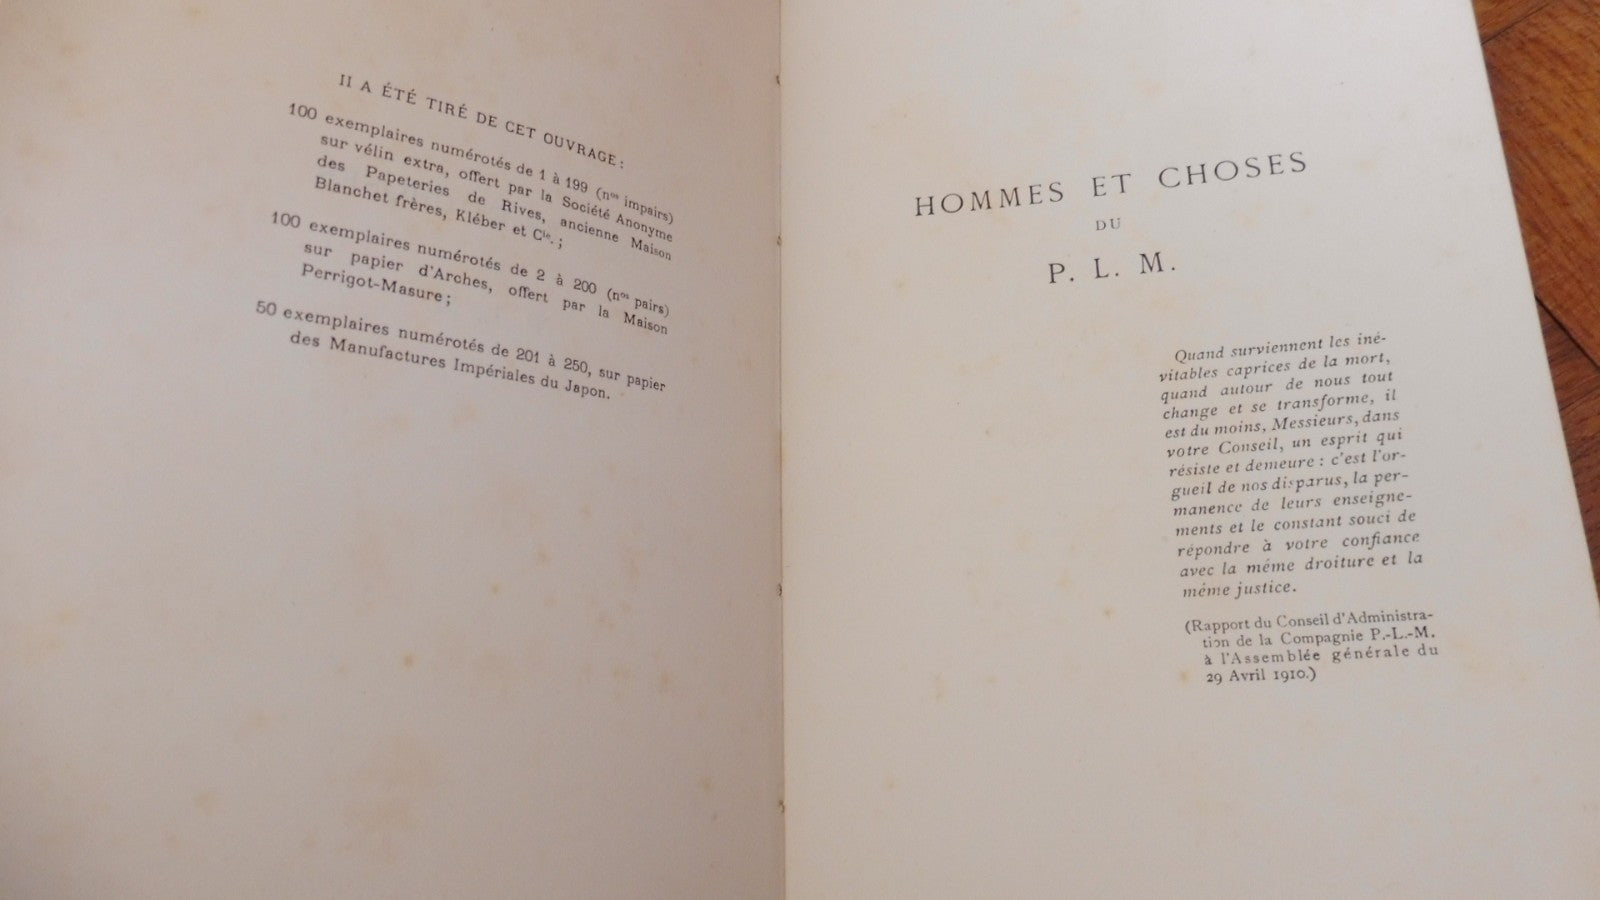 II A ÉTÉ TIRÉ DE CET OUVRAGE :
100 exemplaires numérotés de 1 à 199 (nos impairs)
sur vélin extra, offert par la Société Anonyme
des Papeteries de Rives, ancienne Maison
Blanchet frères, Kléber et Cie. ;
100 exemplaires numérotés de 2 à 200 (nos pairs)
sur papier d'Arches, offert par la Maison
Perrigot-Masure ;
50 exemplaires numérotés de 201 à 250, sur papier
des Manufactures Impériales du Japon.
HOMMES ET CHOSES
DU
P. L. M.
Quand surviennent les iné-
vitables caprices de la mort,
quand autour de nous tout
change et se transforme, il
est du moins, Messieurs, dans
votre Conseil, un esprit qui
résiste et demeure : c'est l'or-
gueil de nos disparus, la per-
manence de leurs enseigne-
ments et le constant souci de
répondre à votre confiance
avec la même droiture et la
même justice.
(Rapport du Conseil d'Administra-
tion de la Compagnie P.-L.-M.
à l'Assemblée générale du
29 Avril 1910.)